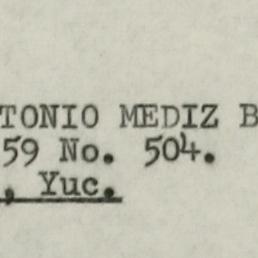 TONIO MEDIZ B
59 No. 504.
, Yuc.